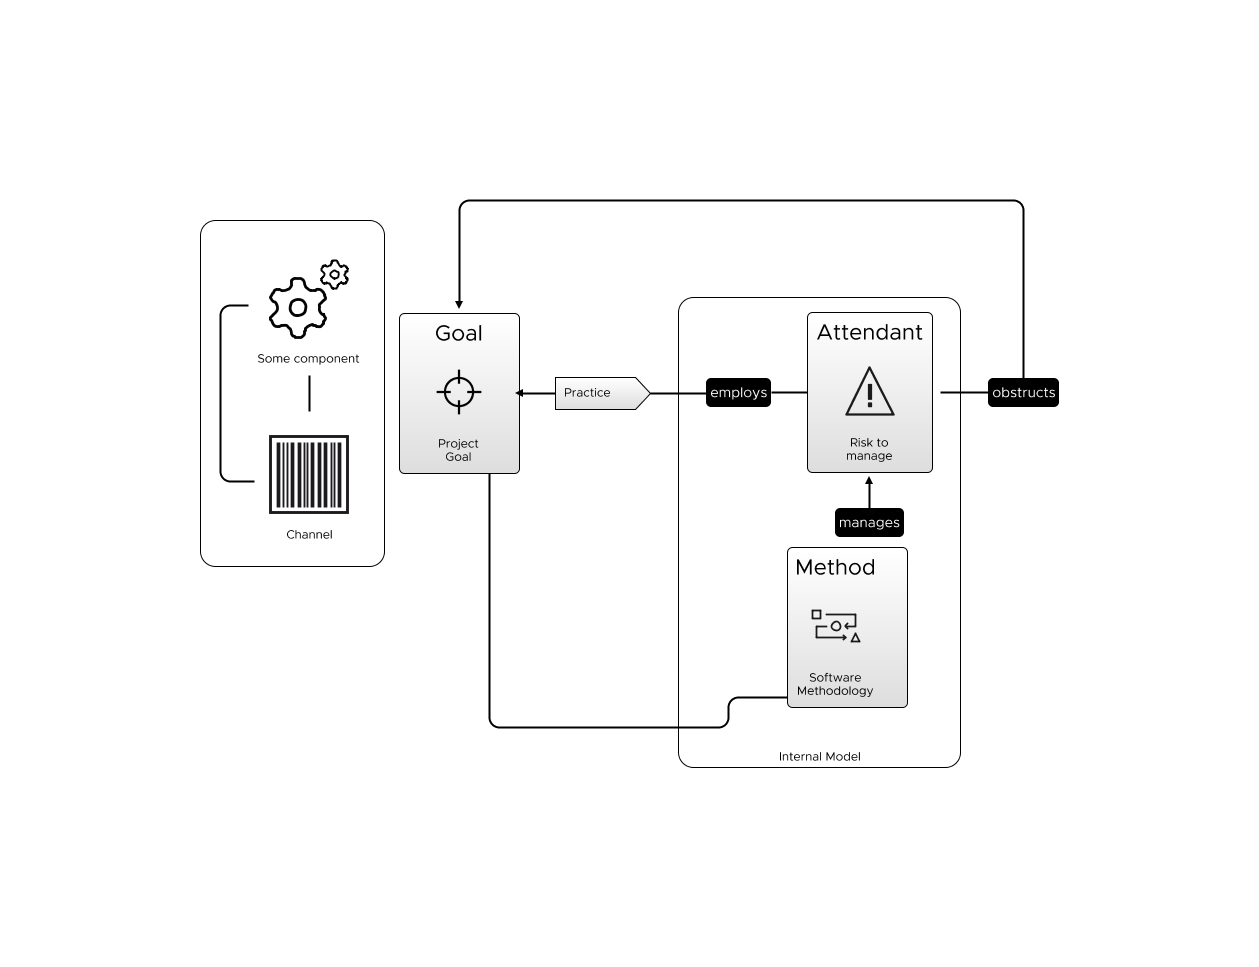 Some component
Channel
Goal
Project
Goal
Practice
employs
Attendant
Risk to
manage
obstructs
manages
Method
Software
Methodology
Internal Model